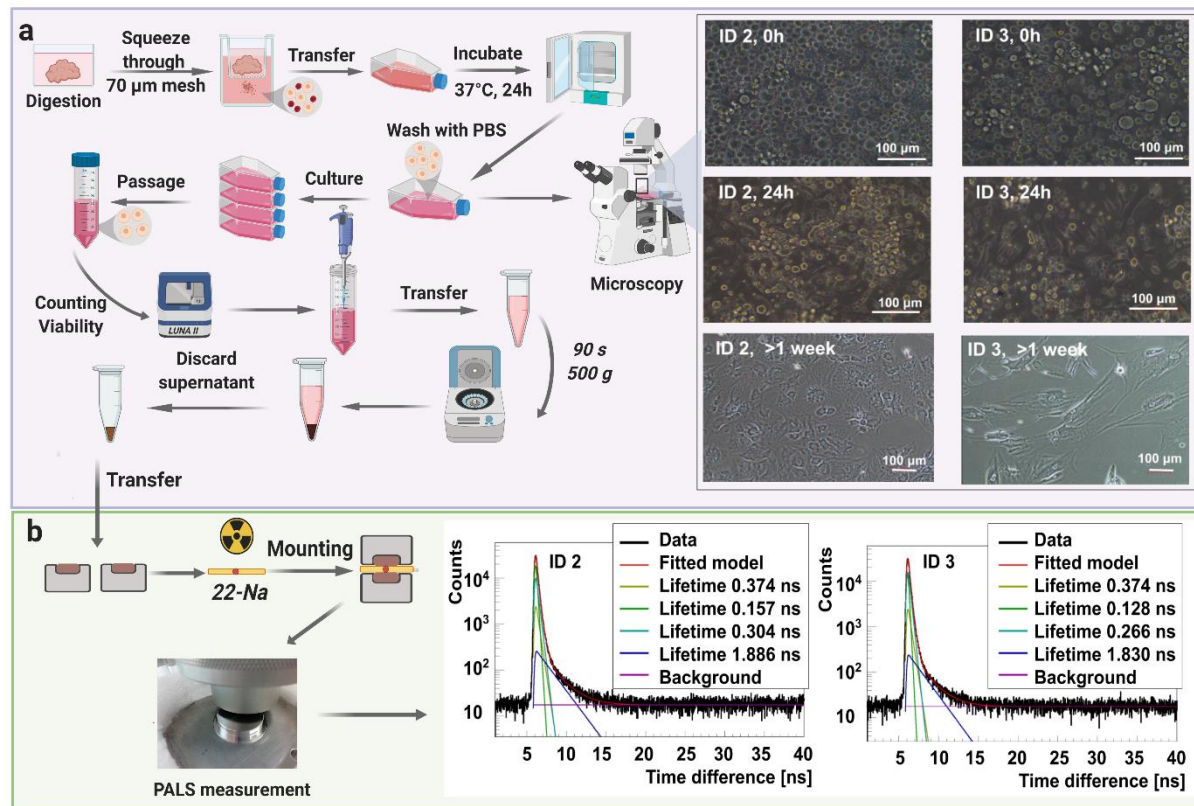 a
Digestion
Squeeze
through
70 µm mesh
Transfer
Incubate
37°C, 24h
Wash with PBS
Passage
Culture
Microscopy
Counting
Viability
LUNA II
Transfer
90 s
500 g
Discard
supernatant
Transfer
ID 2, 0h
100 µm
ID 3, 0h
100 µm
ID 2, 24h
100 µm
ID 3, 24h
100 µm
ID 2, >1 week
100 µm
ID 3, >1 week
100 µm
b
22-Na
Mounting
PALS measurement
Counts
10⁴
10³
10²
10
ID 2
Data
Fitted model
Lifetime 0.374 ns
Lifetime 0.157 ns
Lifetime 0.304 ns
Lifetime 1.886 ns
Background
5 10 15 20 25 30 35 40
Time difference [ns]
Counts
10⁴
10³
10²
10
ID 3
Data
Fitted model
Lifetime 0.374 ns
Lifetime 0.128 ns
Lifetime 0.266 ns
Lifetime 1.830 ns
Background
5 10 15 20 25 30 35 40
Time difference [ns]